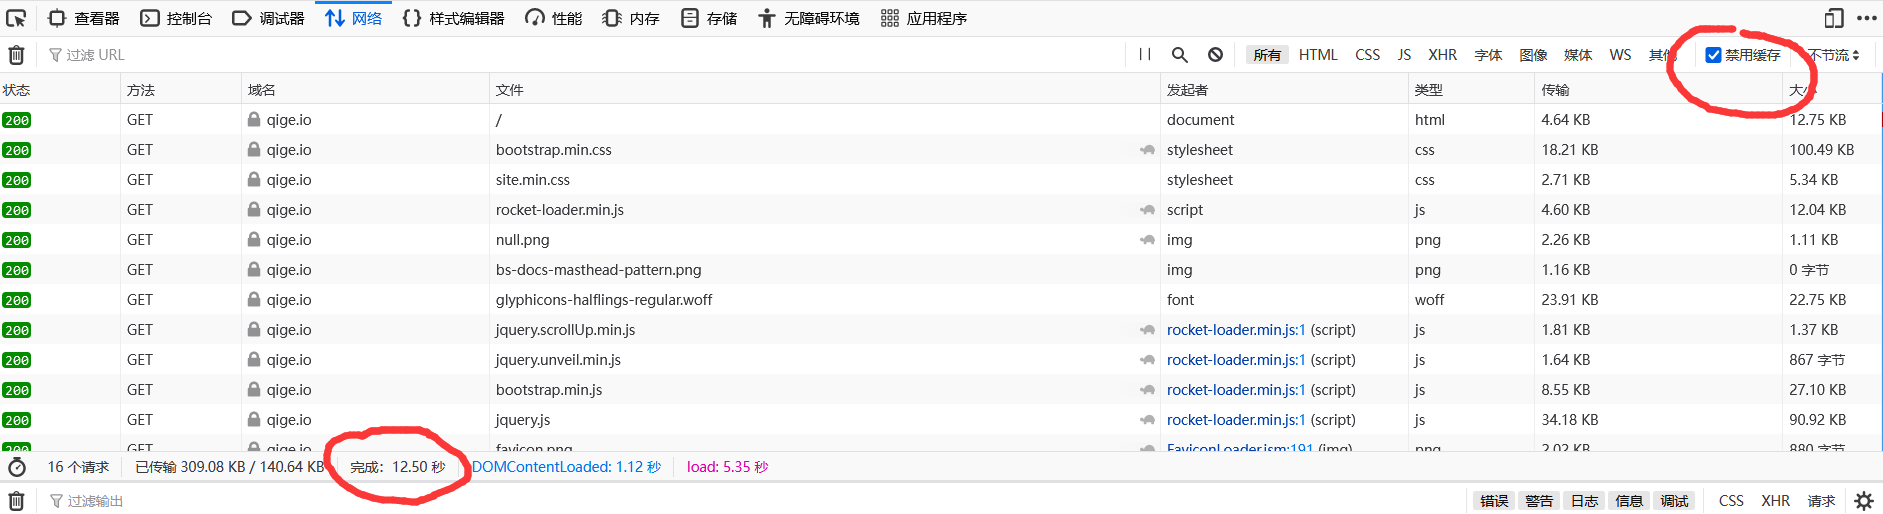 查看器 控制台 调试器 网络 样式编辑器 性能 内存 存储 无障碍环境 应用程序
过滤 URL 所有 HTML CSS JS XHR 字体 图像 媒体 WS 其他 禁用缓存 不节流
状态 方法 域名 文件 发起者 类型 传输 大小
200 GET qige.io / document html 4.64 KB 12.75 KB
200 GET qige.io bootstrap.min.css stylesheet css 18.21 KB 100.49 KB
200 GET qige.io site.min.css stylesheet css 2.71 KB 5.34 KB
200 GET qige.io rocket-loader.min.js script js 4.60 KB 12.04 KB
200 GET qige.io null.png img png 2.26 KB 1.11 KB
200 GET qige.io bs-docs-masthead-pattern.png img png 1.16 KB 0 字节
200 GET qige.io glyphicons-halflings-regular.woff font woff 23.91 KB 22.75 KB
200 GET qige.io jquery.scrollUp.min.js rocket-loader.min.js:1 (script) js 1.81 KB 1.37 KB
200 GET qige.io jquery.unveil.min.js rocket-loader.min.js:1 (script) js 1.64 KB 867 字节
200 GET qige.io bootstrap.min.js rocket-loader.min.js:1 (script) js 8.55 KB 27.10 KB
200 GET qige.io jquery.js rocket-loader.min.js:1 (script) js 34.18 KB 90.92 KB
200 GET qige.io favicon.png FaviconLoader.jsm:191 (img) png 2.02 KB 880 字节
16 个请求 已传输 309.08 KB / 140.64 KB 完成：12.50 秒 DOMContentLoaded: 1.12 秒 load: 5.35 秒
过滤输出 错误 警告 日志 信息 调试 CSS XHR 请求